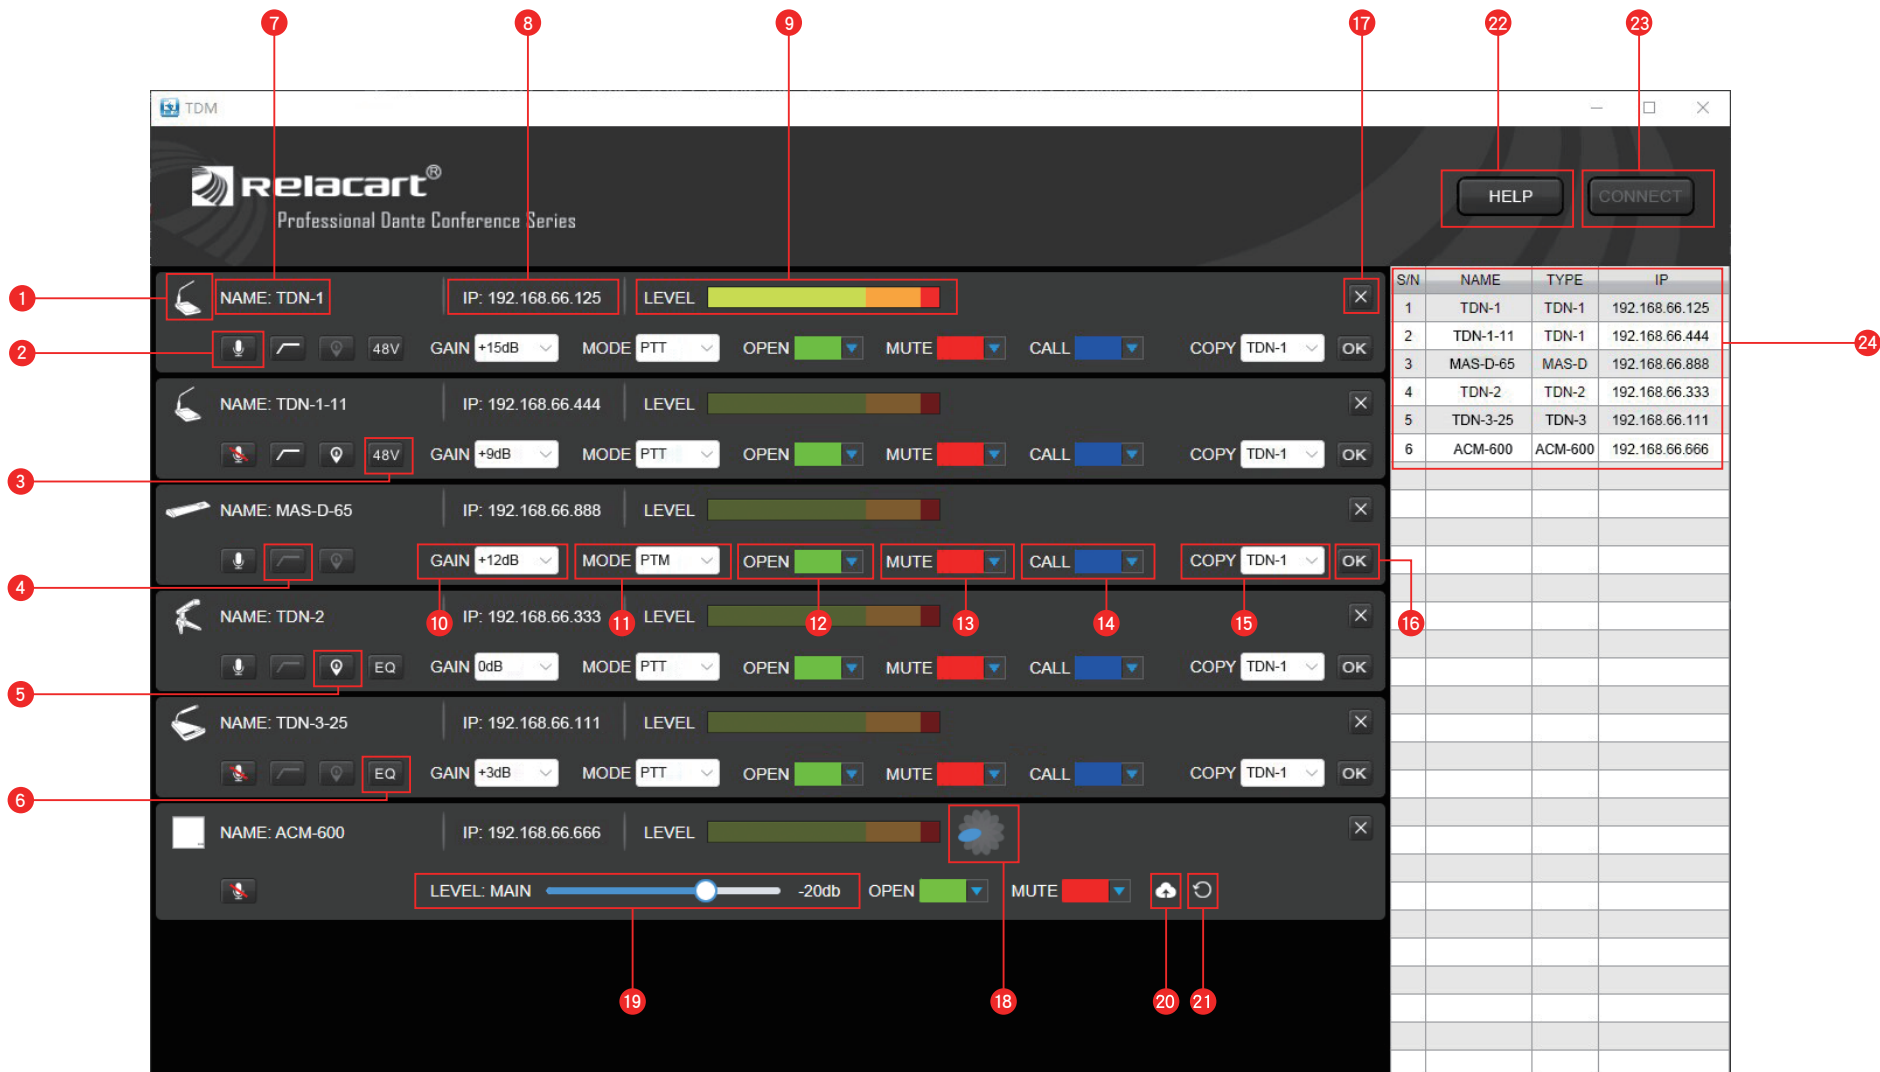 7 8 9 17 22 23
TDM
Relacart®
Professional Dante Conference Series
HELP
CONNECT
1
NAME: TDN-1 IP: 192.168.66.125 LEVEL
2
48V GAIN +15dB MODE PTT OPEN MUTE CALL COPY TDN-1 OK
NAME: TDN-1-11 IP: 192.168.66.444 LEVEL
48V GAIN +9dB MODE PTT OPEN MUTE CALL COPY TDN-1 OK
3
NAME: MAS-D-65 IP: 192.168.66.888 LEVEL
GAIN +12dB MODE PTM OPEN MUTE CALL COPY TDN-1 OK
4
10 11 12 13 14 15 16
NAME: TDN-2 IP: 192.168.66.333 LEVEL
EQ GAIN 0dB MODE PTT OPEN MUTE CALL COPY TDN-1 OK
5
NAME: TDN-3-25 IP: 192.168.66.111 LEVEL
EQ GAIN +3dB MODE PTT OPEN MUTE CALL COPY TDN-1 OK
6
NAME: ACM-600 IP: 192.168.66.666 LEVEL
LEVEL: MAIN -20db OPEN MUTE
19 18 20 21
S/N NAME TYPE IP
1 TDN-1 TDN-1 192.168.66.125
2 TDN-1-11 TDN-1 192.168.66.444
3 MAS-D-65 MAS-D 192.168.66.888
4 TDN-2 TDN-2 192.168.66.333
5 TDN-3-25 TDN-3 192.168.66.111
6 ACM-600 ACM-600 192.168.66.666
24